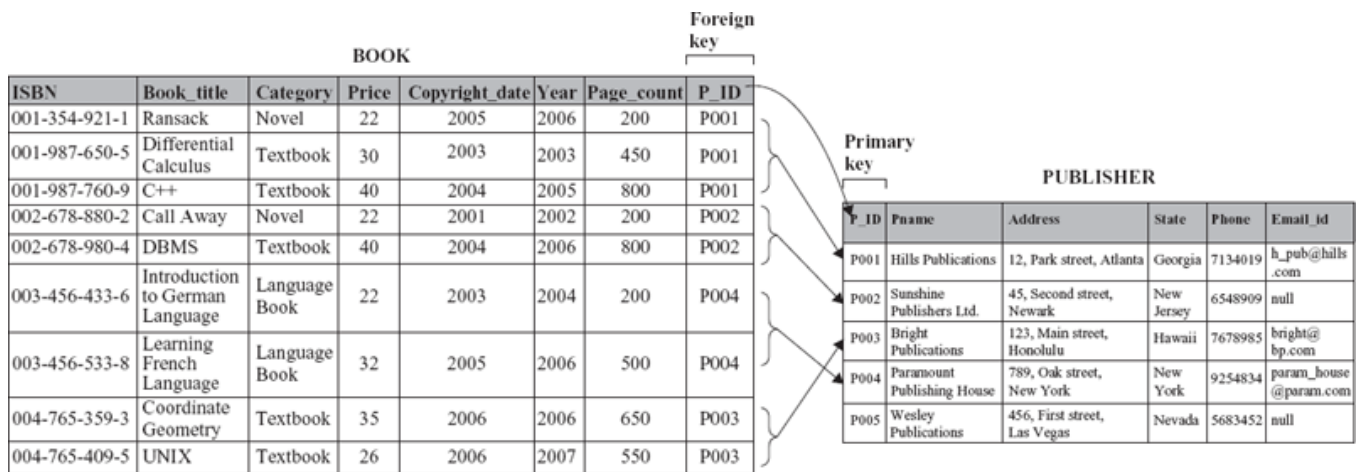 Foreign
key
BOOK
ISBN Book_title Category Price Copyright_date Year Page_count P_ID
001-354-921-1 Ransack Novel 22 2005 2006 200 P001
001-987-650-5 Differential Calculus Textbook 30 2003 2003 450 P001
001-987-760-9 C++ Textbook 40 2004 2005 800 P001
002-678-880-2 Call Away Novel 22 2001 2002 200 P002
002-678-980-4 DBMS Textbook 40 2004 2006 800 P002
003-456-433-6 Introduction to German Language Language Book 22 2003 2004 200 P004
003-456-533-8 Learning French Language Language Book 32 2005 2006 500 P004
004-765-359-3 Coordinate Geometry Textbook 35 2006 2006 650 P003
004-765-409-5 UNIX Textbook 26 2006 2007 550 P003
Primary
key
PUBLISHER
P_ID Pname Address State Phone Email_id
P001 Hills Publications 12, Park street, Atlanta Georgia 7134019 h_pub@hills.com
P002 Sunshine Publishers Ltd. 45, Second street, Newark New Jersey 6548909 null
P003 Bright Publications 123, Main street, Honolulu Hawaii 7678985 bright@bp.com
P004 Paramount Publishing House 789, Oak street, New York New York 9254834 param_house@param.com
P005 Wesley Publications 456, First street, Las Vegas Nevada 5683452 null